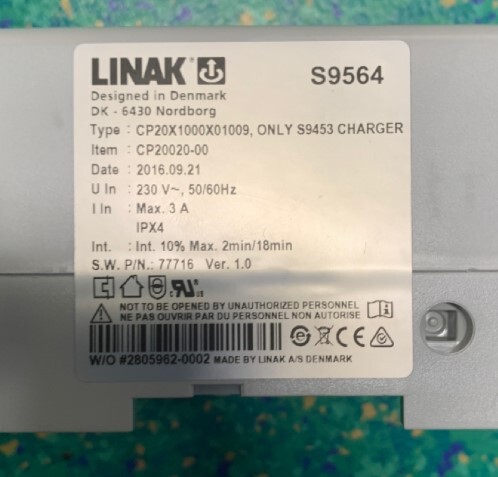 LINAK
S9564
Designed in Denmark
DK - 6430 Nordborg
Type : CP20X1000X01009, ONLY S9453 CHARGER
Item : CP20020-00
Date : 2016.09.21
U In : 230 V~, 50/60Hz
I In : Max. 3 A
IPX4
Int. : Int. 10% Max. 2min/18min
S.W. P/N.: 77716 Ver. 1.0
NOT TO BE OPENED BY UNAUTHORIZED PERSONNEL
NE PAS OUVRIR PAR DU PERSONNEL NON AUTORISE
W/O #2805962-0002 MADE BY LINAK A/S DENMARK